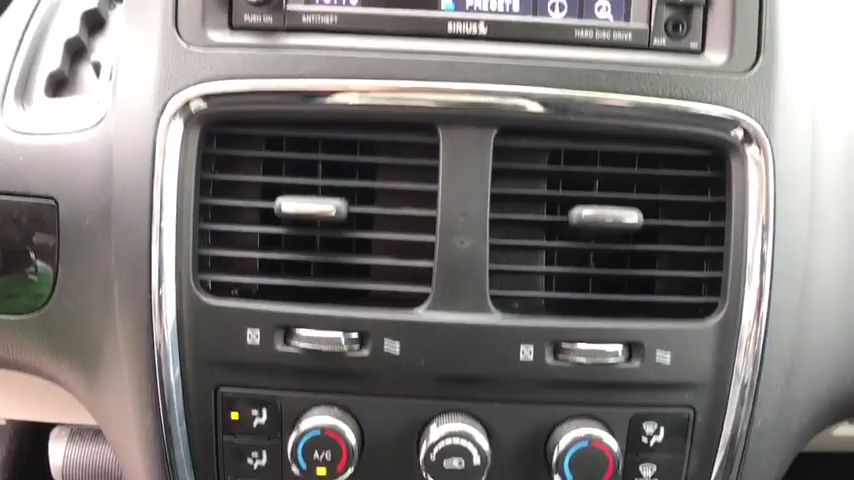 PRESETS
PUSH ON
ANTITHEFT
SIRIUS
HARD DISC DRIVE
AUX
A/C